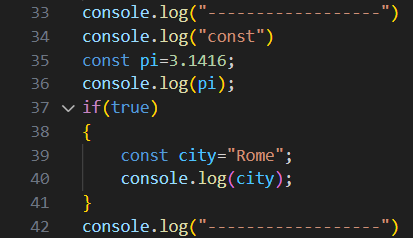 33 console.log("------------------")
34 console.log("const")
35 const pi=3.1416;
36 console.log(pi);
37 if(true)
38 {
39 const city="Rome";
40 console.log(city);
41 }
42 console.log("------------------")